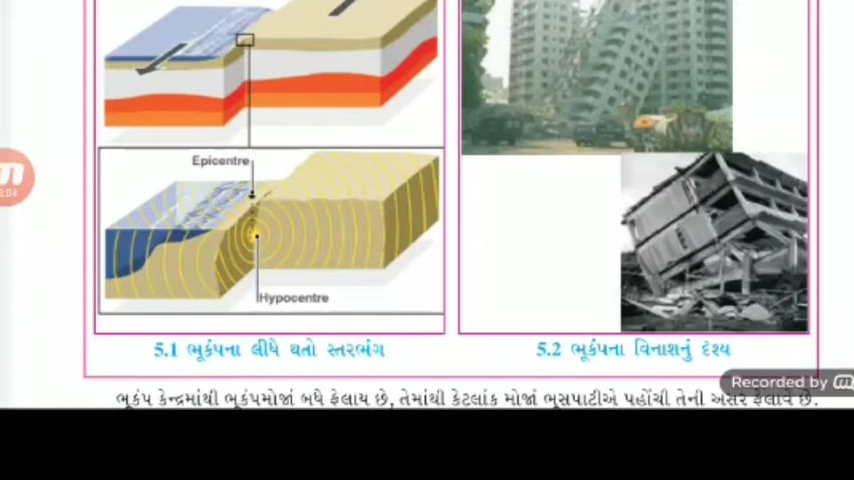 Epicentre
Hypocentre
5.1 ભૂકંપના લીધે થતો સ્તરભંગ
5.2 ભૂકંપના વિનાશનું દૃશ્ય
Recorded by
ભૂકંપ કેન્દ્રમાંથી ભૂકંપમોજાં બધે ફેલાય છે, તેમાંથી કેટલાંક મોજાં ભૂસપાટીએ પહોંચી તેની અસર ફેલાવે છે.